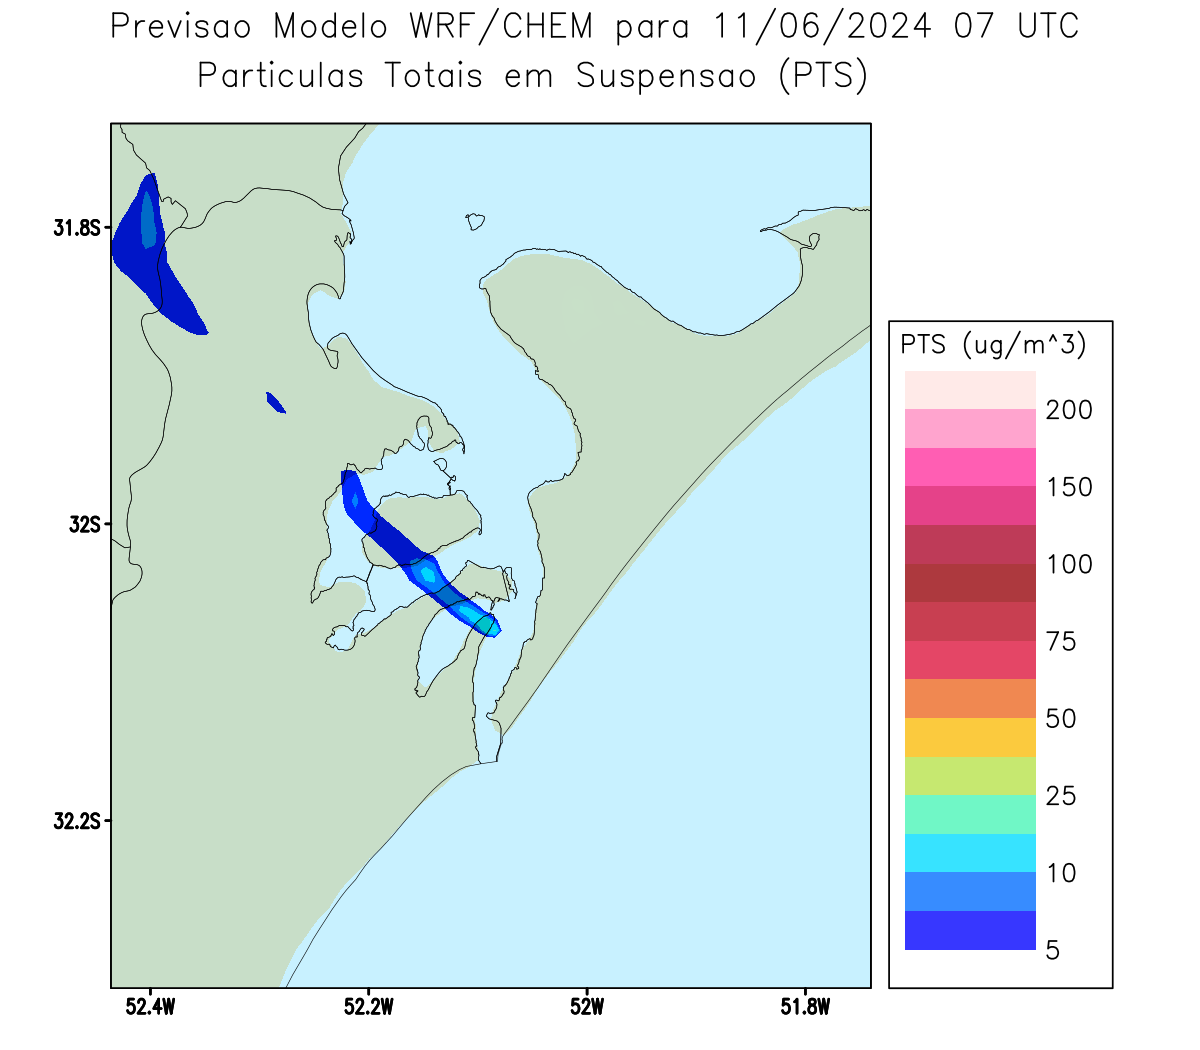 Previsao Modelo WRF/CHEM para 11/06/2024 07 UTC
Particulas Totais em Suspensao (PTS)
31.8S
32S
32.2S
52.4W
52.2W
52W
51.8W
PTS (ug/m^3)
200
150
100
75
50
25
10
5